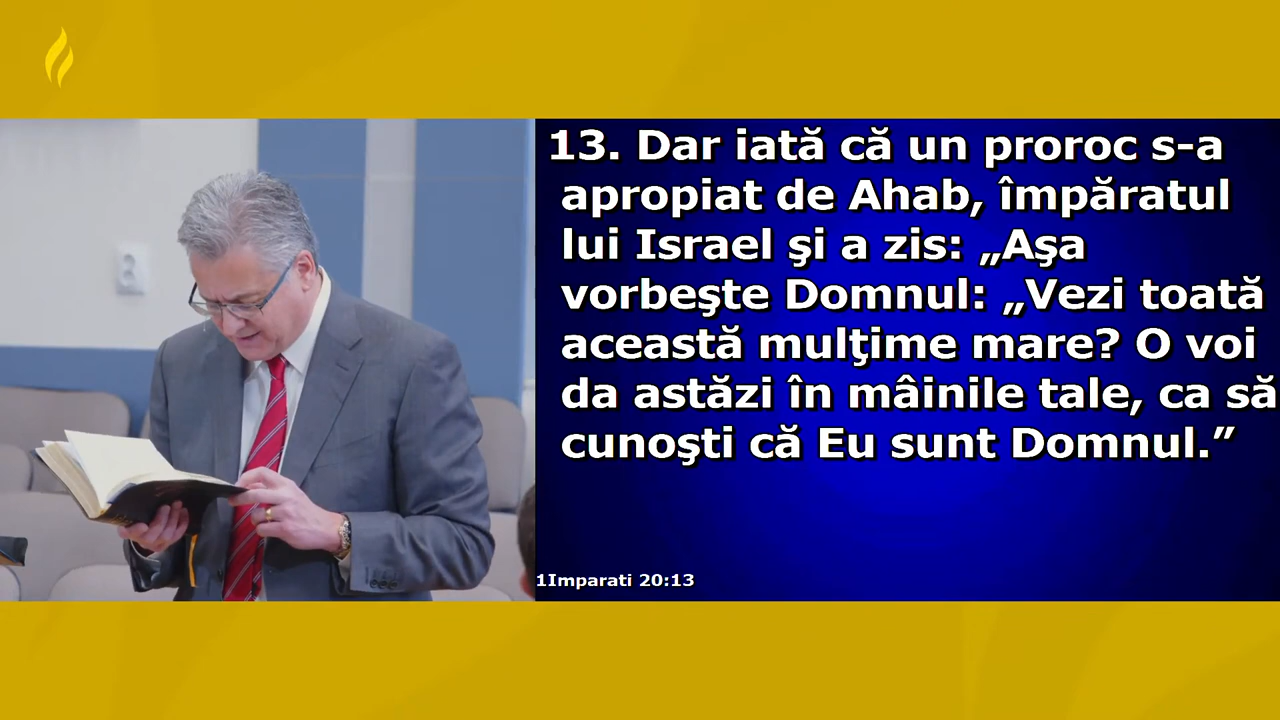 13. Dar iată că un proroc s-a
apropiat de Ahab, împăratul
lui Israel şi a zis: „Aşa
vorbeşte Domnul: „Vezi toată
această mulţime mare? O voi
da astăzi în mâinile tale, ca să
cunoşti că Eu sunt Domnul.”
1Imparati 20:13